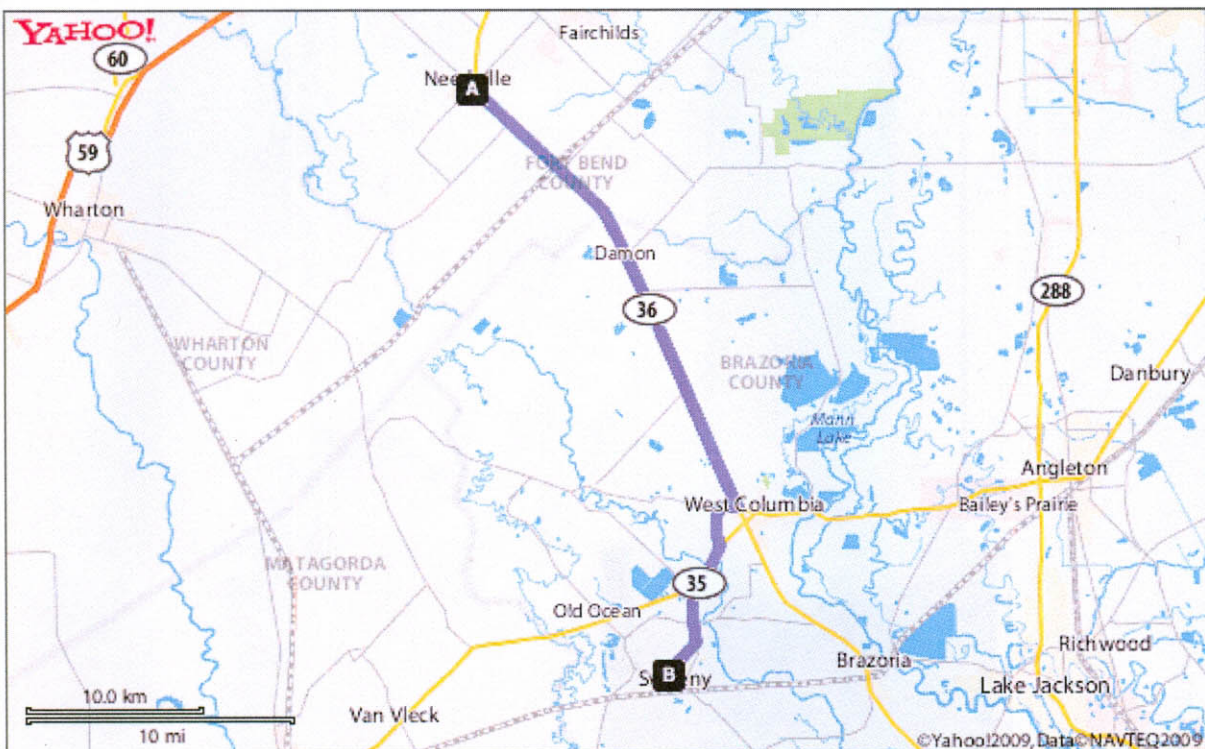 YAHOO!
60
Fairchilds
A
59
FORT BEND
COUNTY
Wharton
Damon
36
288
WHARTON
COUNTY
BRAZORIA
COUNTY
Danbury
Mann
Lake
Angleton
West Columbia
Bailey's Prairie
MATAGORDA
COUNTY
35
Old Ocean
Richwood
Brazoria
B
Lake Jackson
10.0 km
Van Vleck
10 mi
©Yahoo!2009, Data©NAVTEQ2009